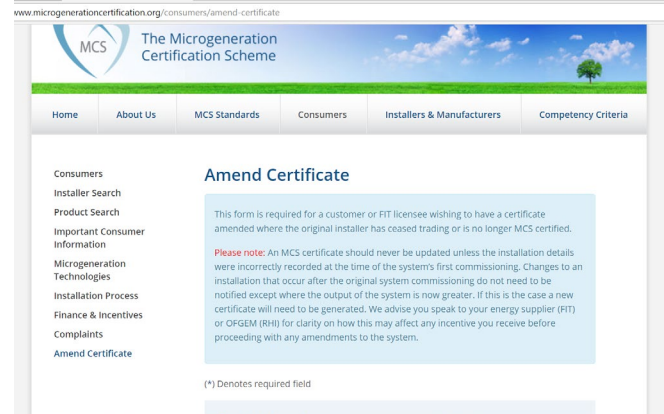 www.microgenerationcertification.org/consumers/amend-certificate
MCS
The Microgeneration
Certification Scheme
Home About Us MCS Standards Consumers Installers & Manufacturers Competency Criteria
Consumers
Installer Search
Product Search
Important Consumer
Information
Microgeneration
Technologies
Installation Process
Finance & Incentives
Complaints
Amend Certificate
Amend Certificate
This form is required for a customer or FIT licensee wishing to have a certificate
amended where the original installer has ceased trading or is no longer MCS certified.
Please note: An MCS certificate should never be updated unless the installation details
were incorrectly recorded at the time of the system's first commissioning. Changes to an
installation that occur after the original system commissioning do not need to be
notified except where the output of the system is now greater. If this is the case a new
certificate will need to be generated. We advise you speak to your energy supplier (FIT)
or OFGEM (RHI) for clarity on how this may affect any incentive you receive before
proceeding with any amendments to the system.
(*) Denotes required field